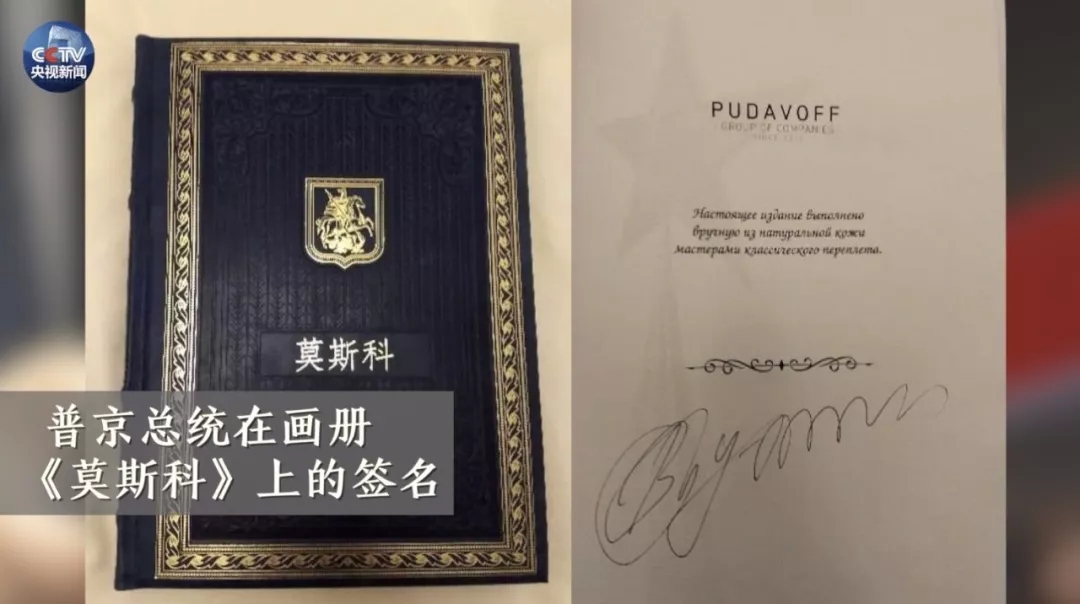 CCTV
央视新闻
莫斯科
普京总统在画册
《莫斯科》上的签名
PUDAVOFF
GROUP OF COMPANIES
Настоящее издание выполнено
вручную из натуральной кожи
мастерами классического переплета.